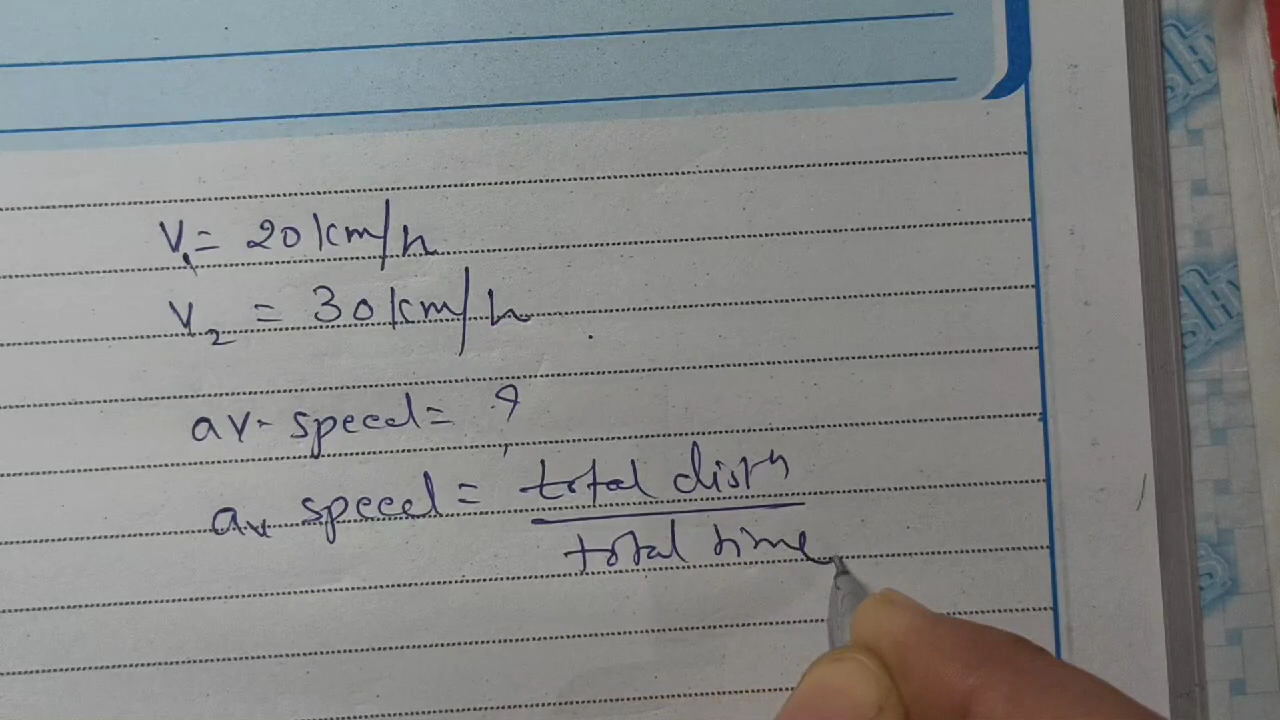 V₁ = 20 km/h
V₂ = 30 km/h
av. speed = ?
av speed = total distn
total time